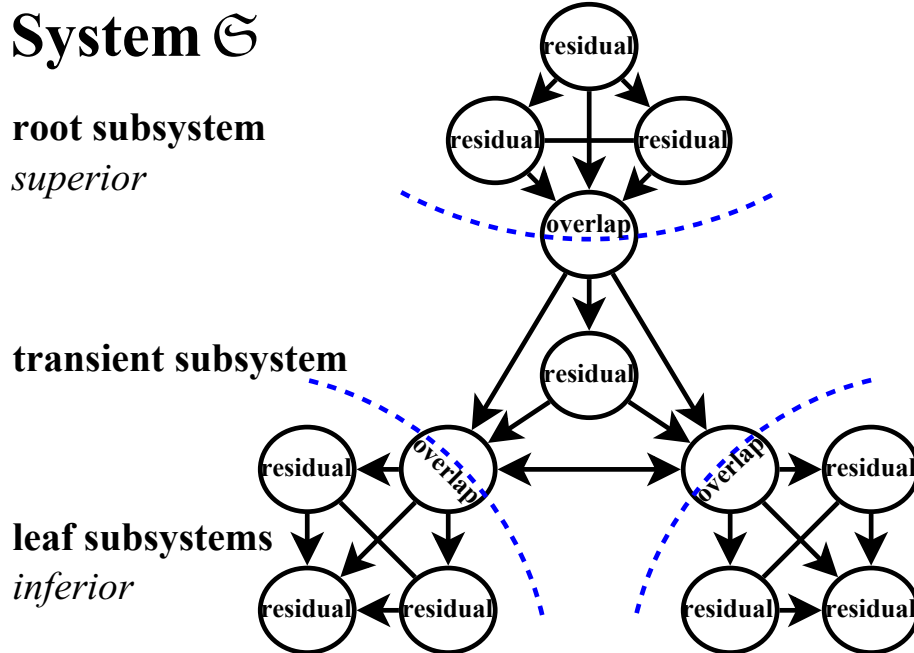 System 𝔖
residual
root subsystem
residual
residual
superior
overlap
transient subsystem
residual
residual
overlap
overlap
residual
leaf subsystems
inferior
residual
residual
residual
residual